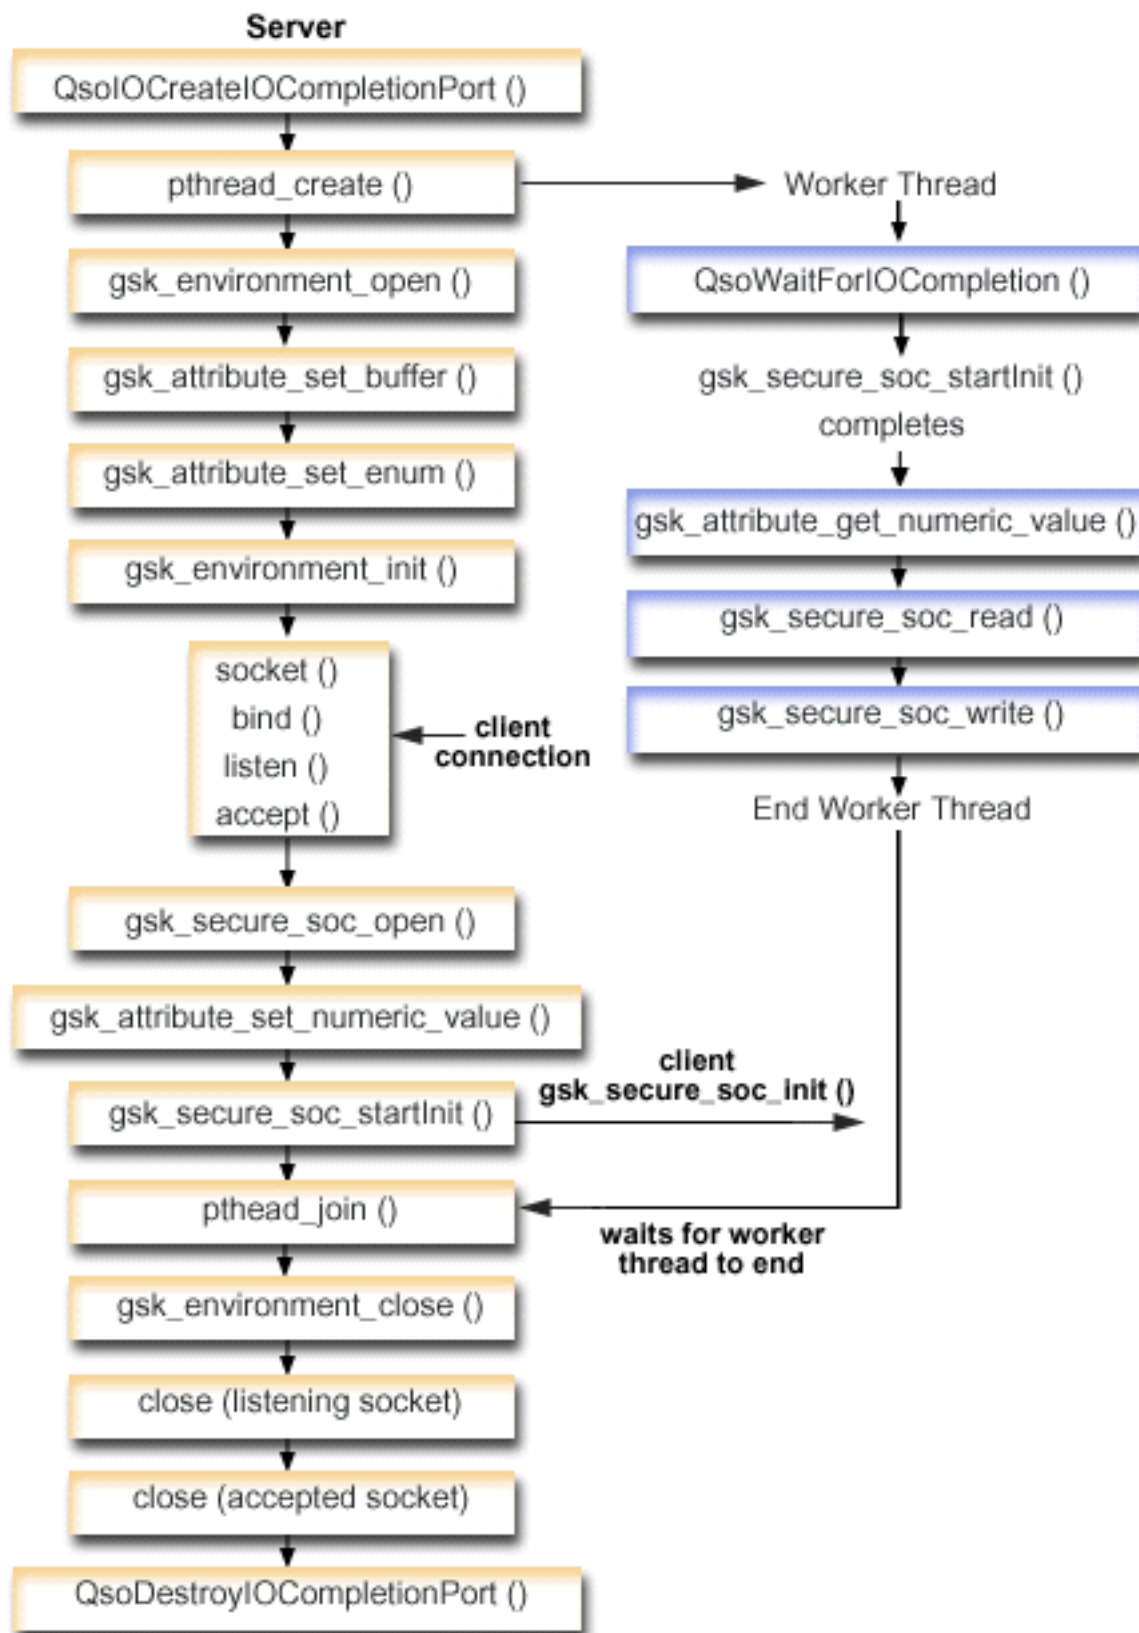 Server
QsoIOCreateIOCompletionPort ()
pthread_create ()
Worker Thread
gsk_environment_open ()
QsoWaitForIOCompletion ()
gsk_attribute_set_buffer ()
gsk_secure_soc_startInit ()
completes
gsk_attribute_set_enum ()
gsk_attribute_get_numeric_value ()
gsk_environment_init ()
gsk_secure_soc_read ()
socket ()
bind ()
listen ()
accept ()
client
connection
gsk_secure_soc_write ()
End Worker Thread
gsk_secure_soc_open ()
gsk_attribute_set_numeric_value ()
client
gsk_secure_soc_init ()
gsk_secure_soc_startInit ()
pthead_join ()
waits for worker
thread to end
gsk_environment_close ()
close (listening socket)
close (accepted socket)
QsoDestroyIOCompletionPort ()